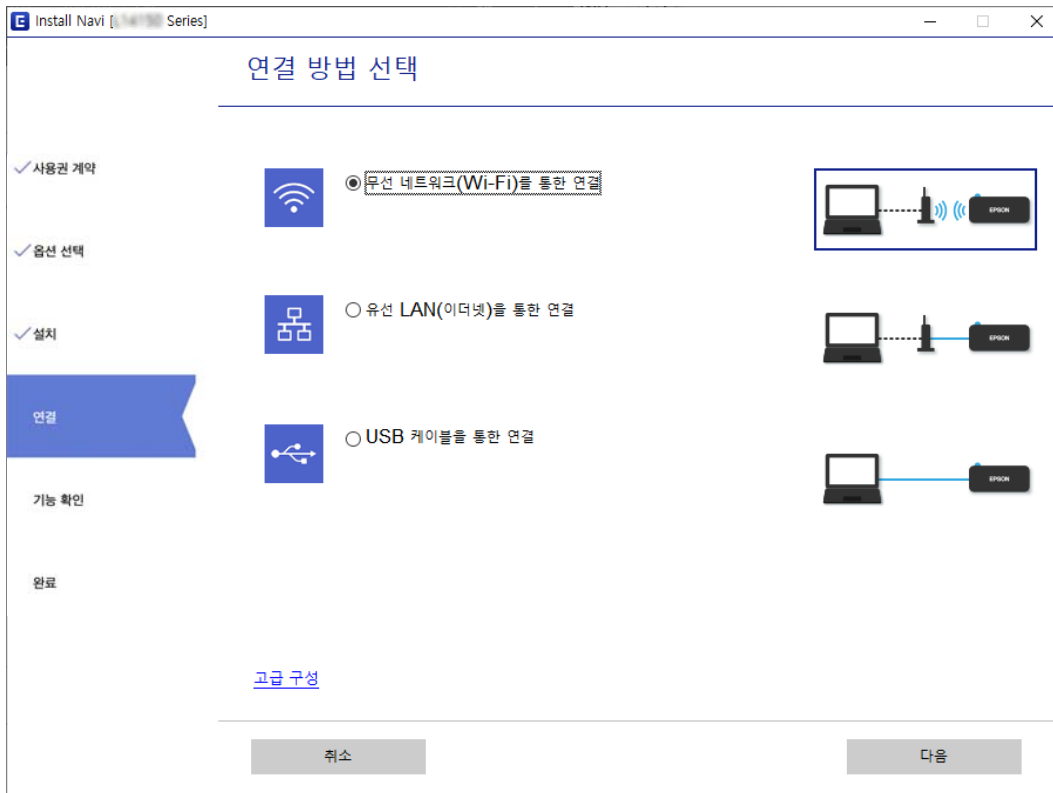 Install Navi [ Series]
연결 방법 선택
사용권 계약
옵션 선택
설치
연결
기능 확인
완료
무선 네트워크(Wi-Fi)를 통한 연결
EPSON
유선 LAN(이더넷)을 통한 연결
EPSON
USB 케이블을 통한 연결
EPSON
고급 구성
취소
다음